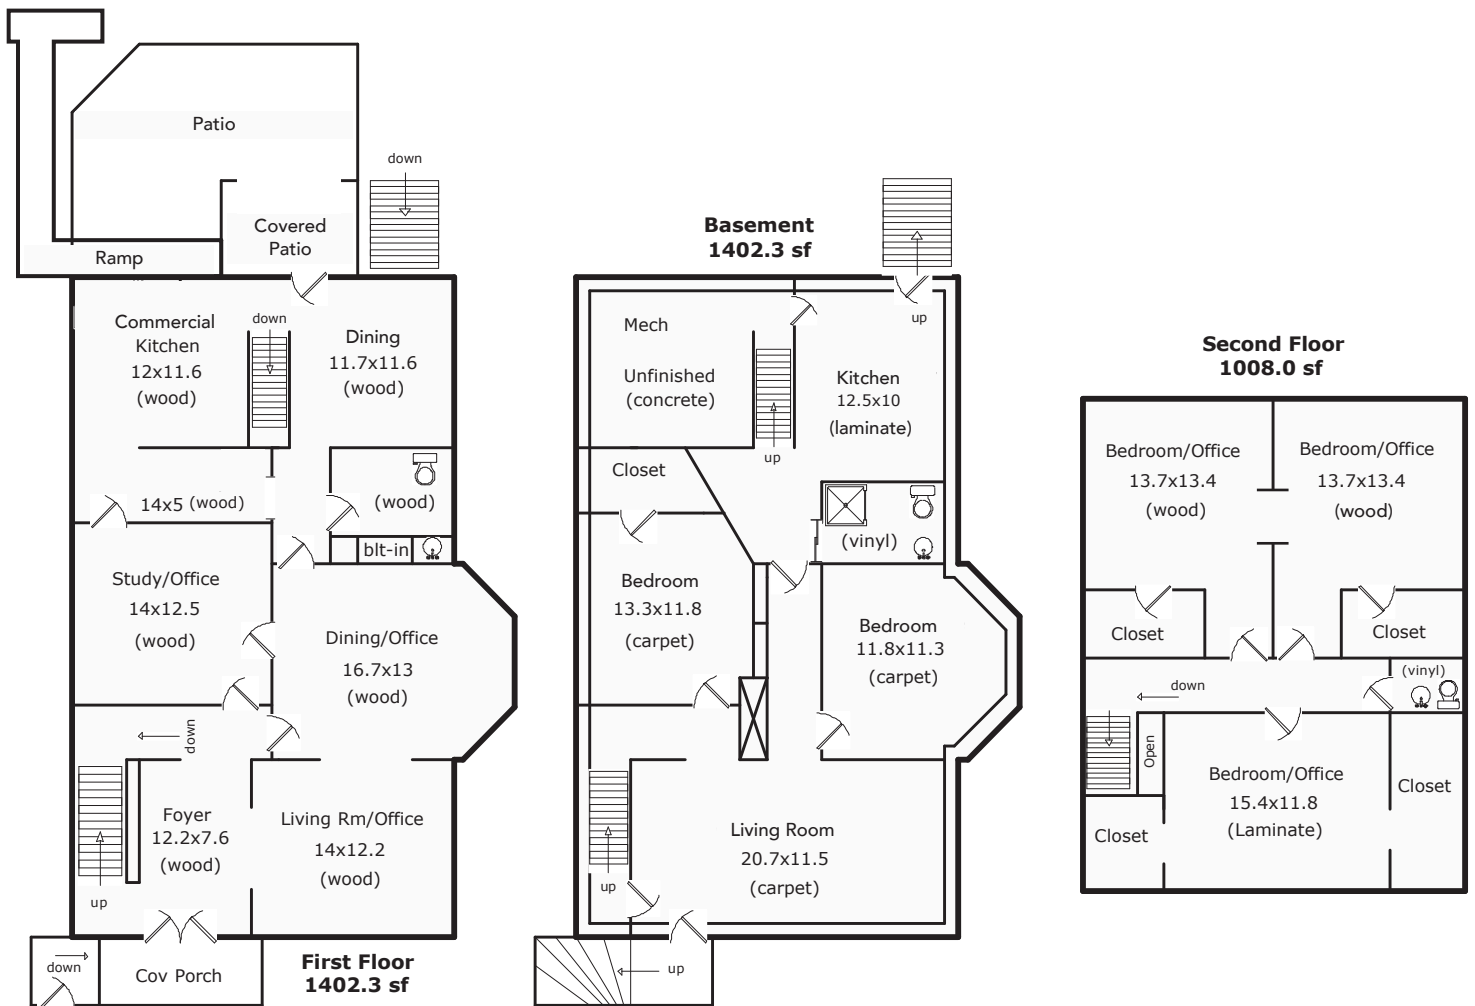 Patio
down
Covered
Patio
Ramp
Commercial
Kitchen
12x11.6
(wood)
down
Dining
11.7x11.6
(wood)
14x5 (wood)
(wood)
blt-in
Study/Office
14x12.5
(wood)
Dining/Office
16.7x13
(wood)
down
Foyer
12.2x7.6
(wood)
Living Rm/Office
14x12.2
(wood)
up
down
Cov Porch
First Floor
1402.3 sf
Basement
1402.3 sf
up
Mech
Unfinished
(concrete)
Kitchen
12.5x10
(laminate)
up
Closet
(vinyl)
Bedroom
13.3x11.8
(carpet)
Bedroom
11.8x11.3
(carpet)
Living Room
20.7x11.5
(carpet)
up
up
Second Floor
1008.0 sf
Bedroom/Office
13.7x13.4
(wood)
Bedroom/Office
13.7x13.4
(wood)
Closet
Closet
(vinyl)
down
Open
Bedroom/Office
15.4x11.8
(Laminate)
Closet
Closet